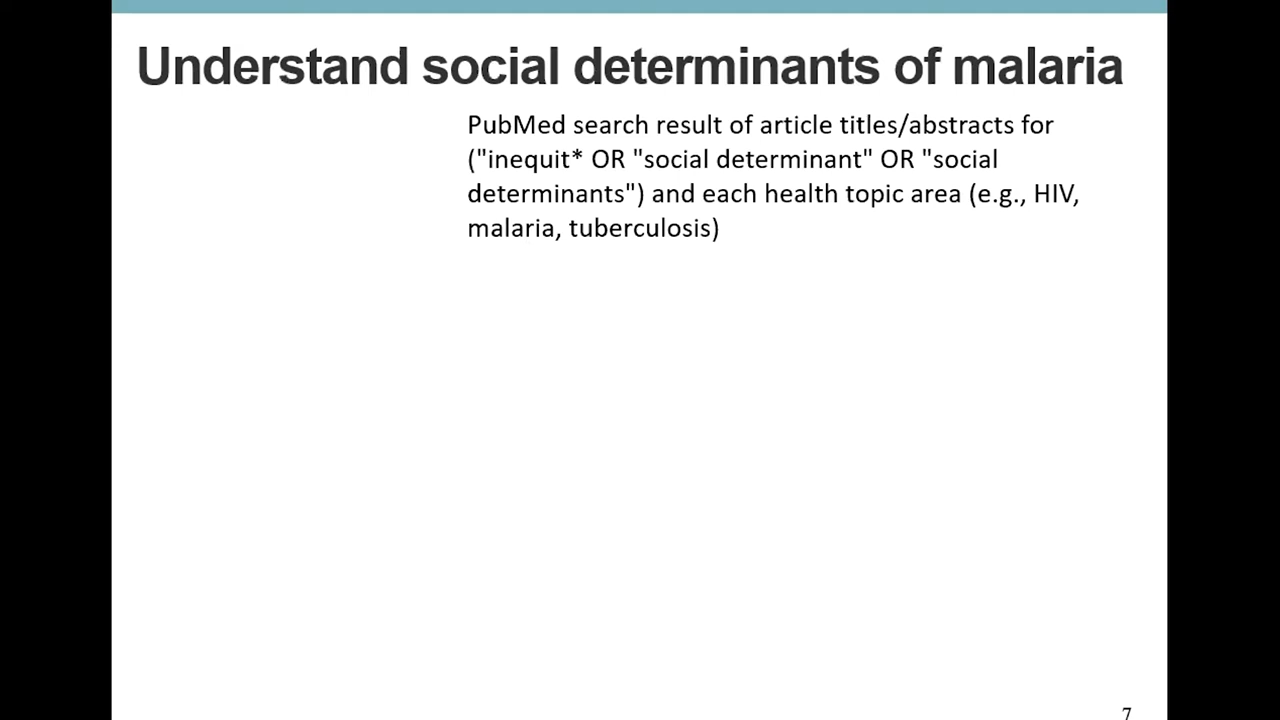 Understand social determinants of malaria
PubMed search result of article titles/abstracts for
("inequit* OR "social determinant" OR "social
determinants") and each health topic area (e.g., HIV,
malaria, tuberculosis)
7